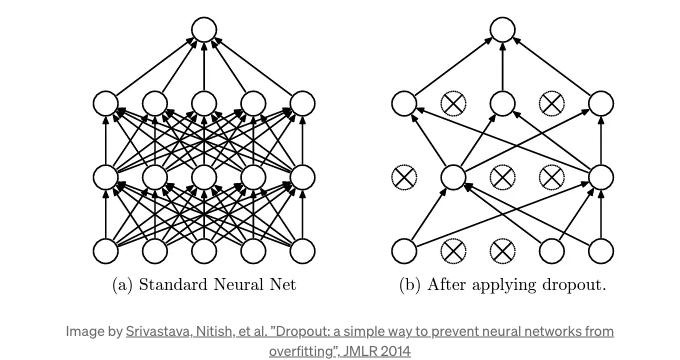 (a) Standard Neural Net
(b) After applying dropout.
Image by Srivastava, Nitish, et al. ”Dropout: a simple way to prevent neural networks from
overfitting”, JMLR 2014